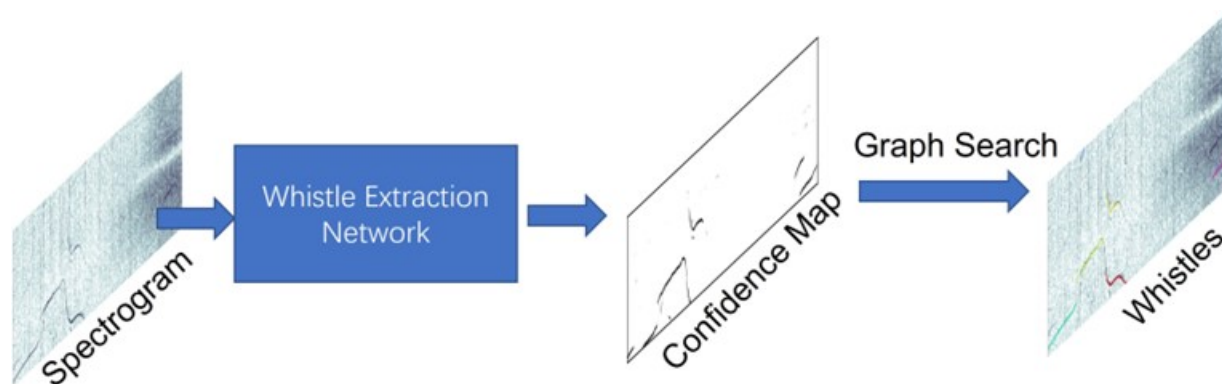 Spectrogram
Whistle Extraction
Network
Confidence Map
Graph Search
Whistles